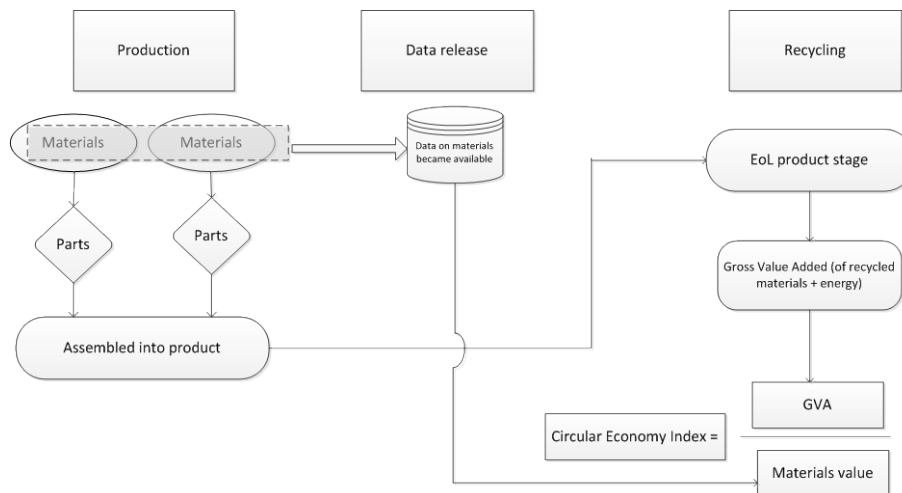 Production
Data release
Recycling
Materials
Materials
Data on materials
became available
EoL product stage
Parts
Parts
Gross Value Added (of recycled
materials + energy)
Assembled into product
GVA
Circular Economy Index =
Materials value